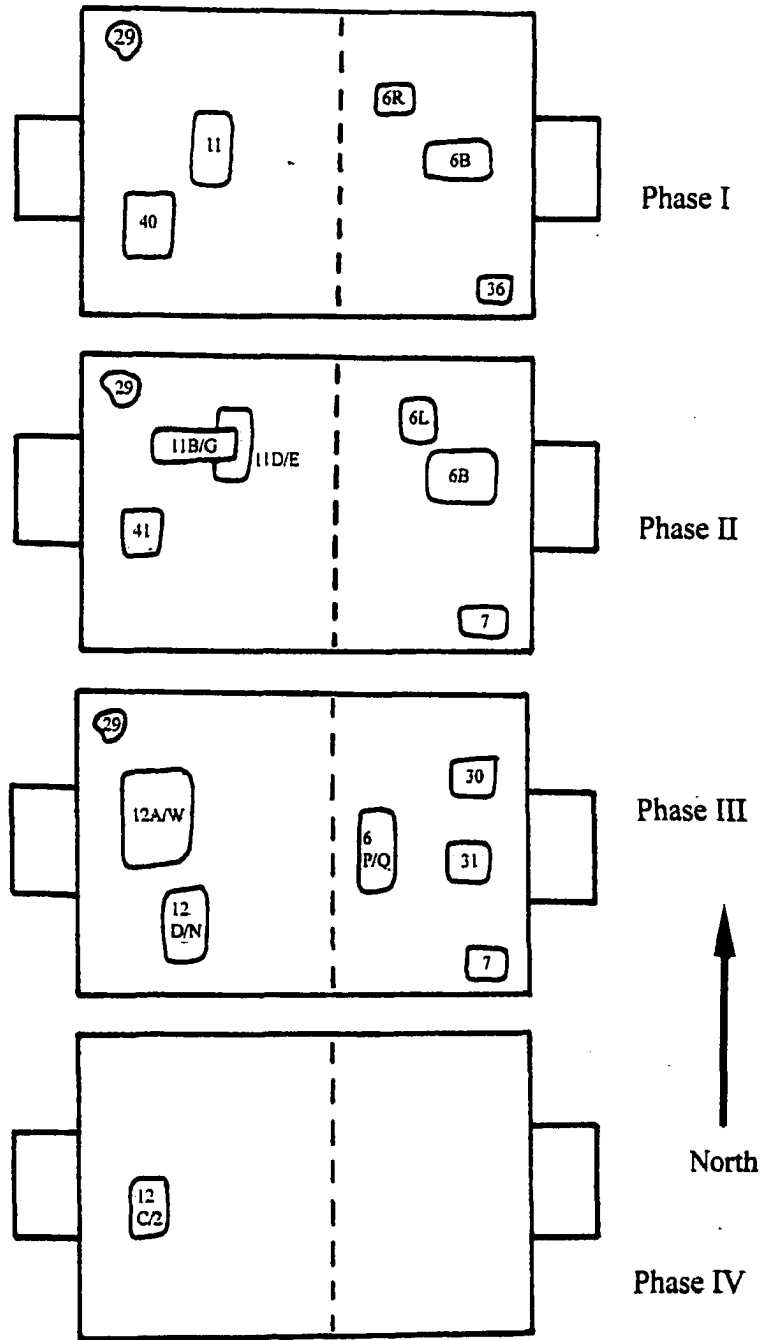 29
6R
11
6B
Phase I
40
36
29
6L
11B/G
11D/E
6B
41
Phase II
7
29
30
12A/W
Phase III
6
P/Q
31
12
D/N
7
North
12
C/2
Phase IV